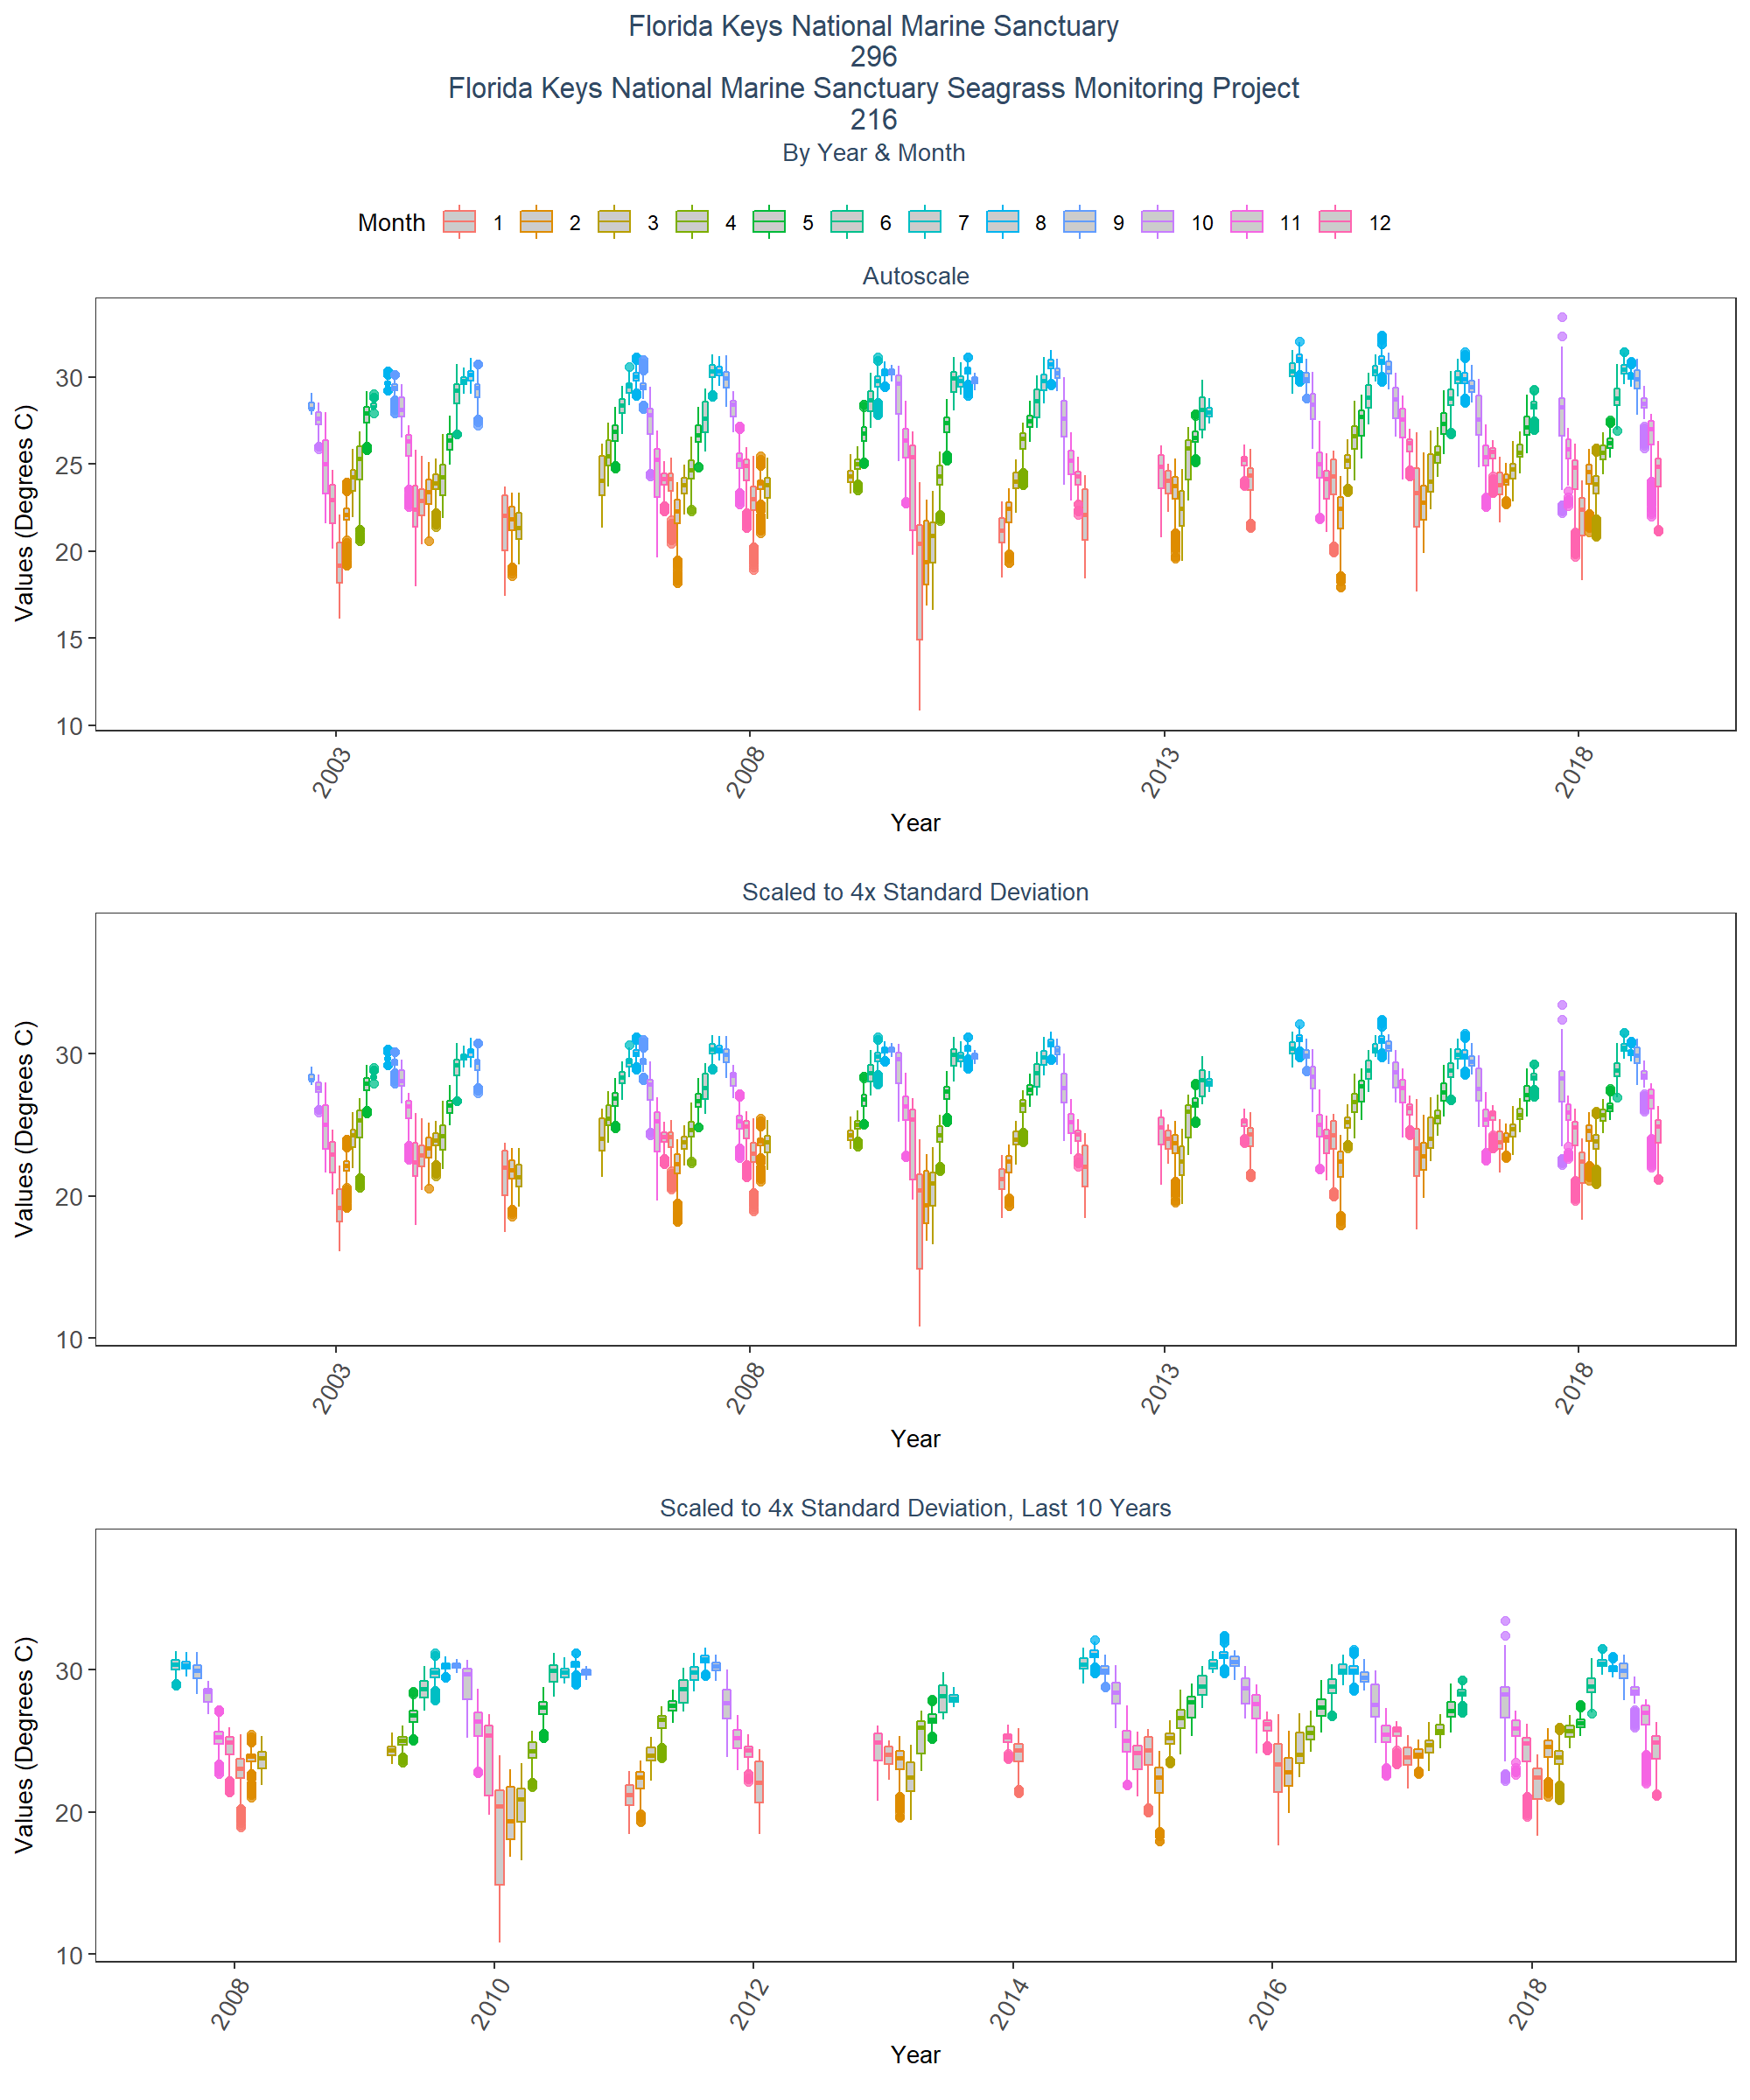 Florida Keys National Marine Sanctuary
296
Florida Keys National Marine Sanctuary Seagrass Monitoring Project
216
By Year & Month
Month 1 2 3 4 5 6 7 8 9 10 11 12
Autoscale
Values (Degrees C)
30
25
20
15
10
2003 2008 2013 2018
Year
Scaled to 4x Standard Deviation
Values (Degrees C)
30
20
10
2003 2008 2013 2018
Year
Scaled to 4x Standard Deviation, Last 10 Years
Values (Degrees C)
30
20
10
2008 2010 2012 2014 2016 2018
Year